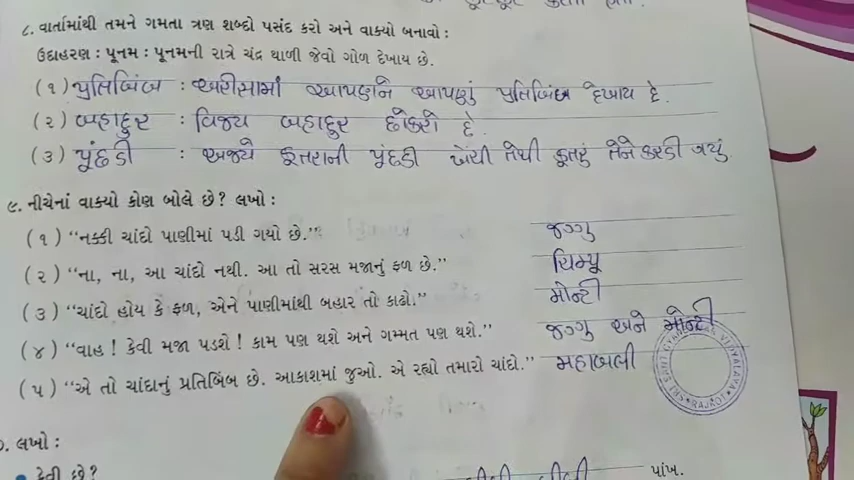 ૮. વાર્તામાંથી તમને ગમતા ત્રણ શબ્દો પસંદ કરો અને વાક્યો બનાવો :
ઉદાહરણ : પૂનમ : પૂનમની રાત્રે ચંદ્ર થાળી જેવો ગોળ દેખાય છે.
(૧) પ્રતિબિંબ : અરીસામાં આપણને આપણું પ્રતિબિંબ દેખાય છે.
(૨) બહાદુર : વિજય બહાદુર છોકરો છે.
(૩) પૂંછડી : અજયે કૂતરાની પૂંછડી ખેંચી તેથી કૂતરું તેને કરડી ગયું.
૯. નીચેનાં વાક્યો કોણ બોલે છે? લખો :
(૧) “નક્કી ચાંદો પાણીમાં પડી ગયો છે.” જગ્ગુ
(૨) “ના, ના, આ ચાંદો નથી. આ તો સરસ મજાનું ફળ છે.” ચિમ્પૂ
(૩) “ચાંદો હોય કે ફળ, એને પાણીમાંથી બહાર તો કાઢો.” મોન્ટી
(૪) “વાહ ! કેવી મજા પડશે ! કામ પણ થશે અને ગમ્મત પણ થશે.” જગ્ગુ અને મોન્ટી
(૫) “એ તો ચાંદાનું પ્રતિબિંબ છે. આકાશમાં જુઓ. એ રહ્યો તમારો ચાંદો.” મહાબલી
VIDYALAYA
RAJKOT
લખો :
કેવી છે?
પાંખ.